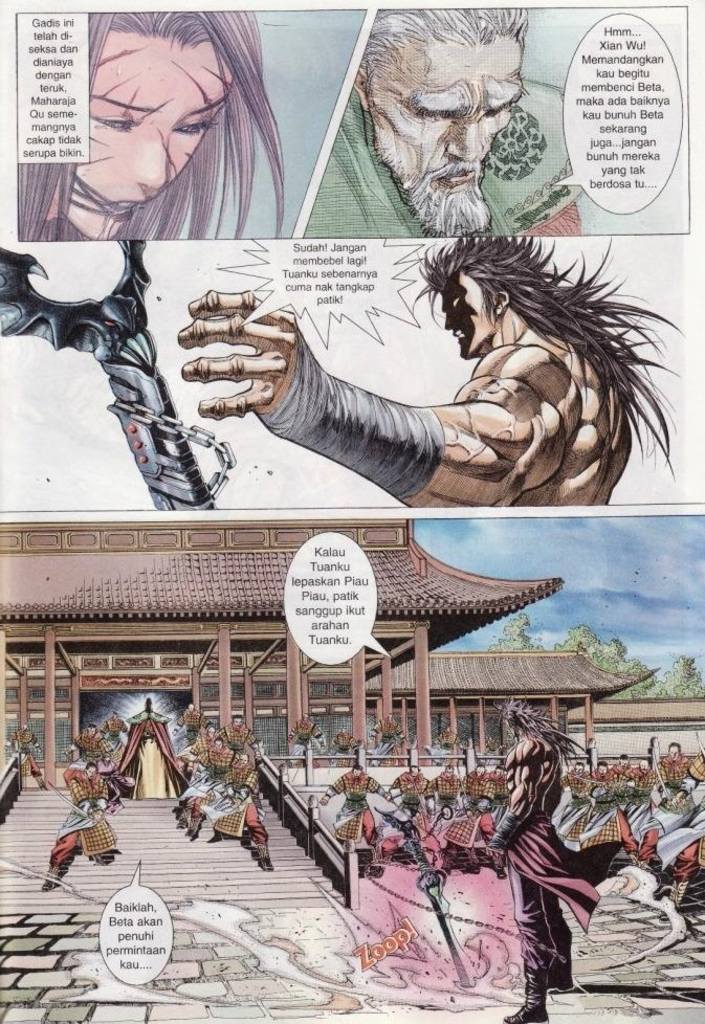 Gadis ini
telah di-
seksa dan
dianiaya
dengan
teruk,
Maharaja
Qu seme-
mangnya
cakap tidak
serupa bikin.
Hmm...
Xian Wu!
Memandangkan
kau begitu
membenci Beta,
maka ada baiknya
kau bunuh Beta
sekarang
juga...jangan
bunuh mereka
yang tak
berdosa tu....
Sudah! Jangan
membebel lagi!
Tuanku sebenarnya
cuma nak tangkap
patik!
Kalau
Tuanku
lepaskan Piau
Piau, patik
sanggup ikut
arahan
Tuanku.
Baiklah,
Beta akan
penuhi
permintaan
kau....
Zooo!